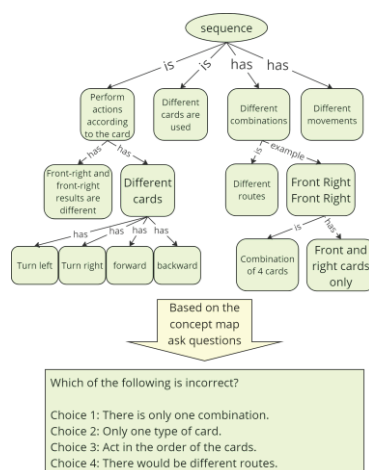 sequence
is
is
has
has
Perform
actions
according
to the card
Different
cards are
used
Different
combinations
Different
movements
has
has
is
example
Front-right and
front-right
results are
different
Different
cards
Different
routes
Front Right
Front Right
has
has
has
has
is
has
Turn left
Turn right
forward
backward
Combination
of 4 cards
Front and
right cards
only
Based on the
concept map
ask questions
Which of the following is incorrect?
Choice 1: There is only one combination.
Choice 2: Only one type of card.
Choice 3: Act in the order of the cards.
Choice 4: There would be different routes.